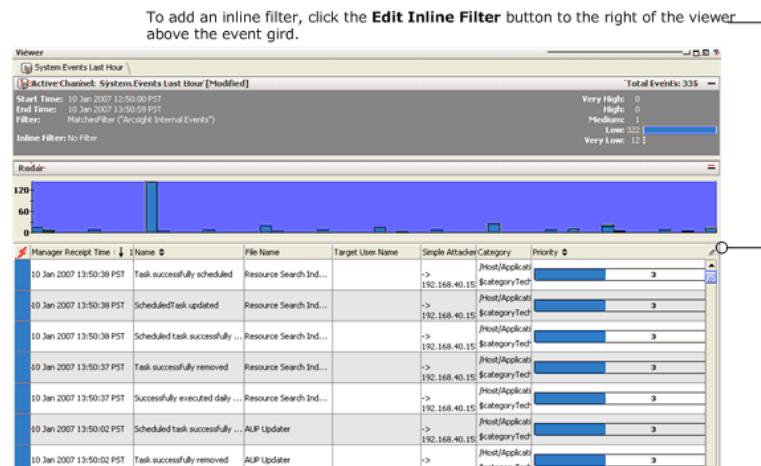 To add an inline filter, click the Edit Inline Filter button to the right of the viewer
above the event gird.
Viewer
System Events Last Hour
Active Channel: System Events Last Hour [Modified] Total Events: 335
Start Time: 10 Jan 2007 12:50:00 PST Very High: 0
End Time: 10 Jan 2007 13:50:59 PST High: 0
Filter: MatchesFilter ("Arcsight Internal Events") Medium: 1
Low: 322
Inline Filter: No Filter Very Low: 12
Radar
120
60
0
Manager Receipt Time 1 Name File Name Target User Name Simple Attacker Category Priority
10 Jan 2007 13:50:38 PST Task successfully scheduled Resource Search Ind... -> 192.168.40.15 /Host/Applicati $categoryTech 3
10 Jan 2007 13:50:38 PST ScheduledTask updated Resource Search Ind... -> 192.168.40.15 /Host/Applicati $categoryTech 3
10 Jan 2007 13:50:38 PST Scheduled task successfully ... Resource Search Ind... -> 192.168.40.15 /Host/Applicati $categoryTech 3
10 Jan 2007 13:50:37 PST Task successfully removed Resource Search Ind... -> 192.168.40.15 /Host/Applicati $categoryTech 3
10 Jan 2007 13:50:37 PST Successfully executed daily ... Resource Search Ind... -> 192.168.40.15 /Host/Applicati $categoryTech 3
10 Jan 2007 13:50:02 PST Scheduled task successfully ... AUP Updater -> 192.168.40.15 /Host/Applicati $categoryTech 3
10 Jan 2007 13:50:02 PST Task successfully removed AUP Updater -> /Host/Applicati 3